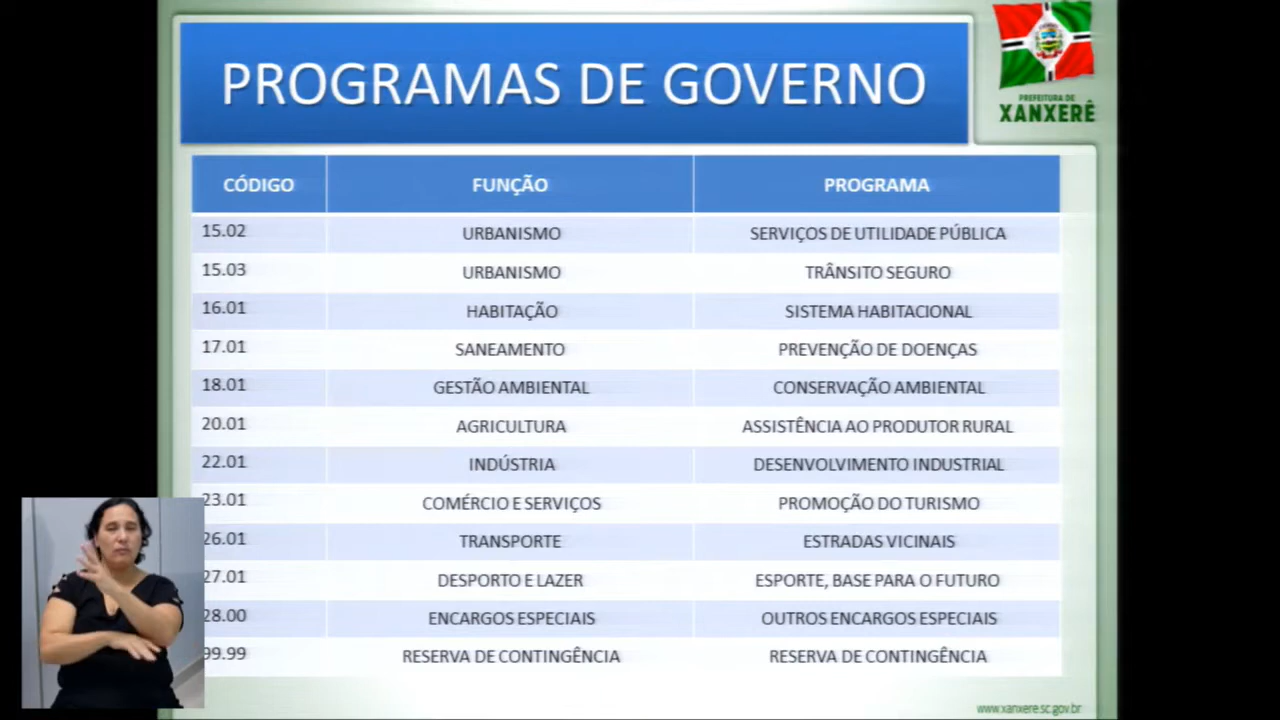 PROGRAMAS DE GOVERNO
PREFEITURA DE
XANXERÊ
CÓDIGO FUNÇÃO PROGRAMA
15.02 URBANISMO SERVIÇOS DE UTILIDADE PÚBLICA
15.03 URBANISMO TRÂNSITO SEGURO
16.01 HABITAÇÃO SISTEMA HABITACIONAL
17.01 SANEAMENTO PREVENÇÃO DE DOENÇAS
18.01 GESTÃO AMBIENTAL CONSERVAÇÃO AMBIENTAL
20.01 AGRICULTURA ASSISTÊNCIA AO PRODUTOR RURAL
22.01 INDÚSTRIA DESENVOLVIMENTO INDUSTRIAL
23.01 COMÉRCIO E SERVIÇOS PROMOÇÃO DO TURISMO
26.01 TRANSPORTE ESTRADAS VICINAIS
27.01 DESPORTO E LAZER ESPORTE, BASE PARA O FUTURO
28.00 ENCARGOS ESPECIAIS OUTROS ENCARGOS ESPECIAIS
99.99 RESERVA DE CONTINGÊNCIA RESERVA DE CONTINGÊNCIA
www.xanxere.sc.gov.br